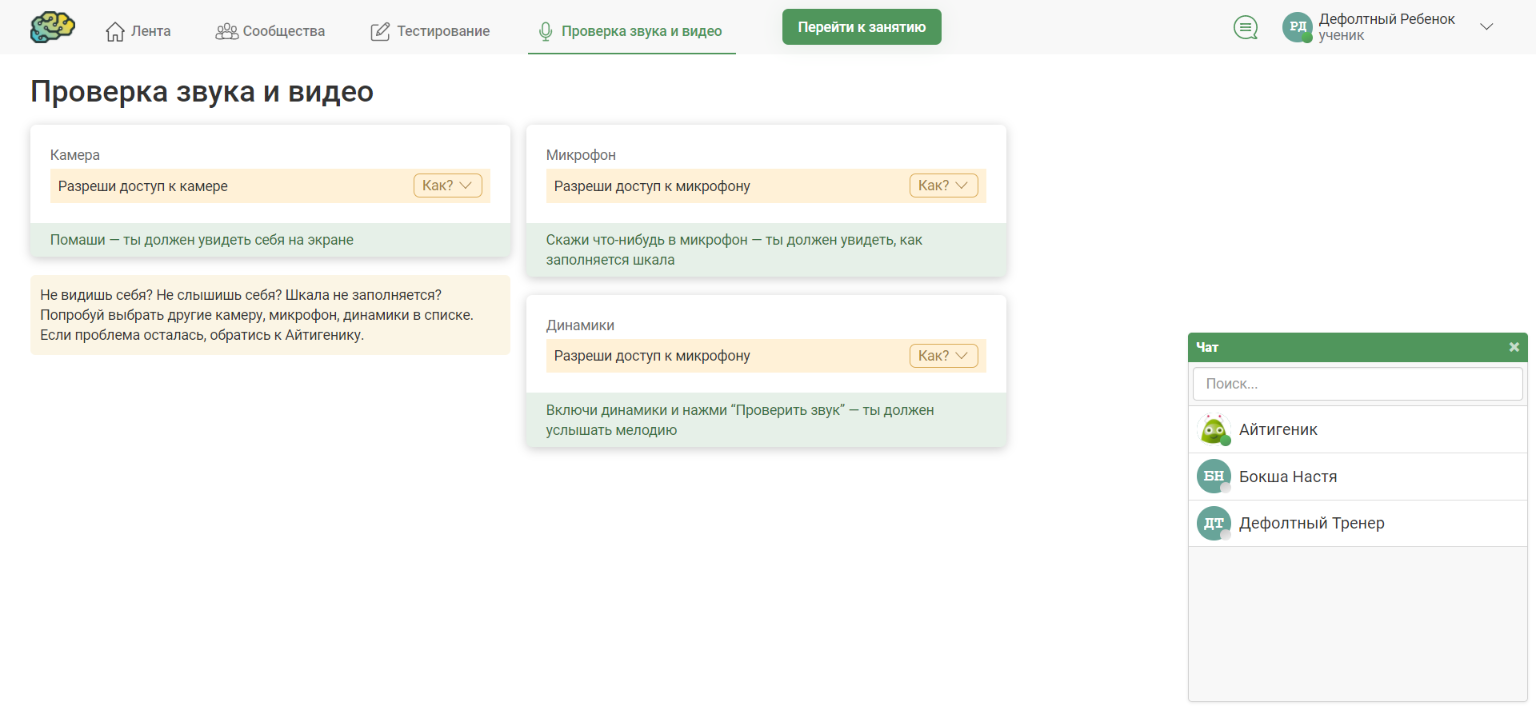 Лента
Сообщества
Тестирование
Проверка звука и видео
Перейти к занятию
РД
Дефолтный Ребенок
ученик
Проверка звука и видео
Камера
Разреши доступ к камере
Как?
Помаши — ты должен увидеть себя на экране
Не видишь себя? Не слышишь себя? Шкала не заполняется?
Попробуй выбрать другие камеру, микрофон, динамики в списке.
Если проблема осталась, обратись к Айтигенику.
Микрофон
Разреши доступ к микрофону
Как?
Скажи что-нибудь в микрофон — ты должен увидеть, как
заполняется шкала
Динамики
Разреши доступ к микрофону
Как?
Включи динамики и нажми “Проверить звук” — ты должен
услышать мелодию
Чат
Поиск...
Айтигеник
БН
Бокша Настя
ДТ
Дефолтный Тренер